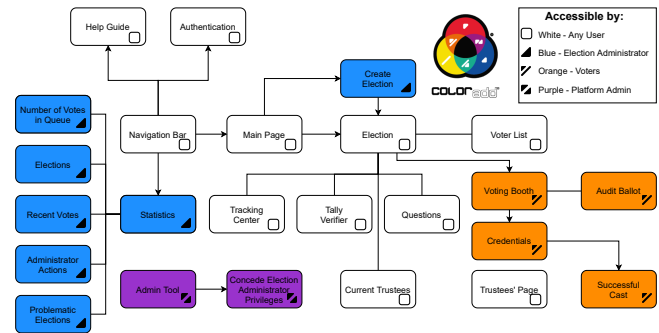 Help Guide
Authentication
COLORadd™
Accessible by:
White - Any User
Blue - Election Administrator
Orange - Voters
Purple - Platform Admin
Create
Election
Number of Votes
in Queue
Navigation Bar
Main Page
Election
Voter List
Elections
Voting Booth
Audit Ballot
Recent Votes
Statistics
Tracking
Center
Tally
Verifier
Questions
Credentials
Administrator
Actions
Admin Tool
Concede Election
Administrator
Privileges
Current Trustees
Trustees' Page
Successful
Cast
Problematic
Elections